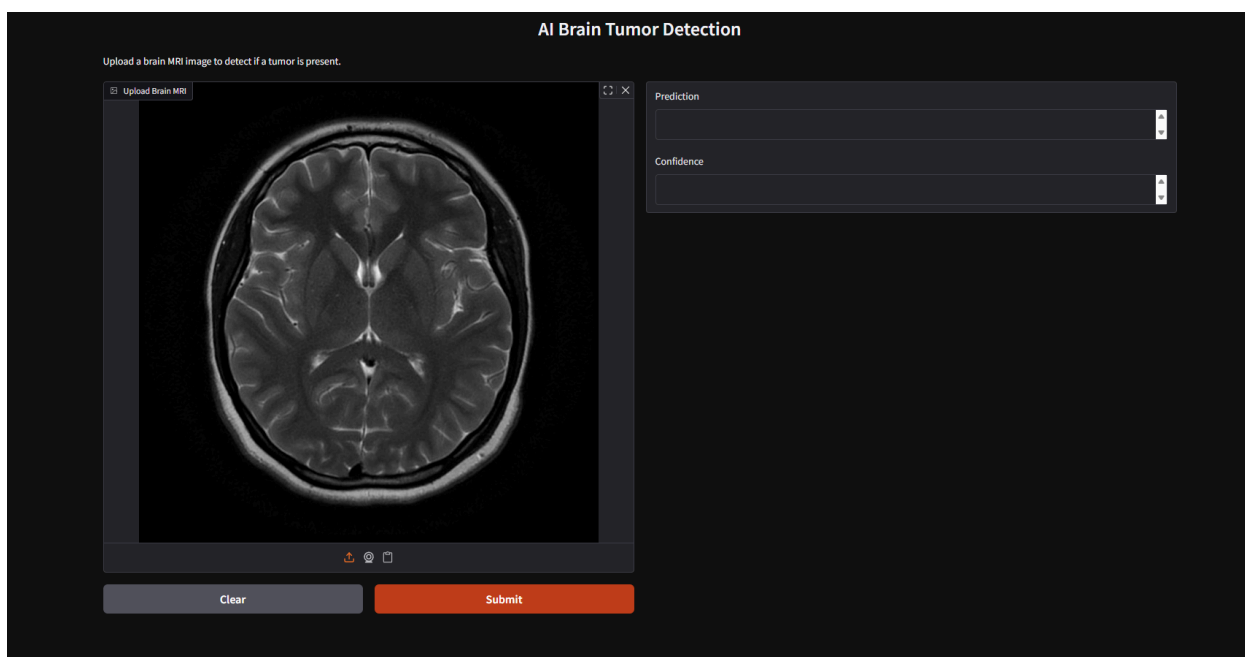 AI Brain Tumor Detection
Upload a brain MRI image to detect if a tumor is present.
Upload Brain MRI
Prediction
Confidence
Clear
Submit